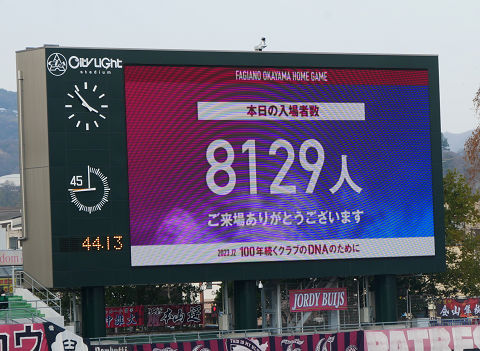 City Light
stadium
FAGIANO OKAYAMA HOME GAME
本日の入場者数
8129人
ご来場ありがとうございます
2023.12 100年続くクラブのDNAのために
45
4413
JORDY BUIJS